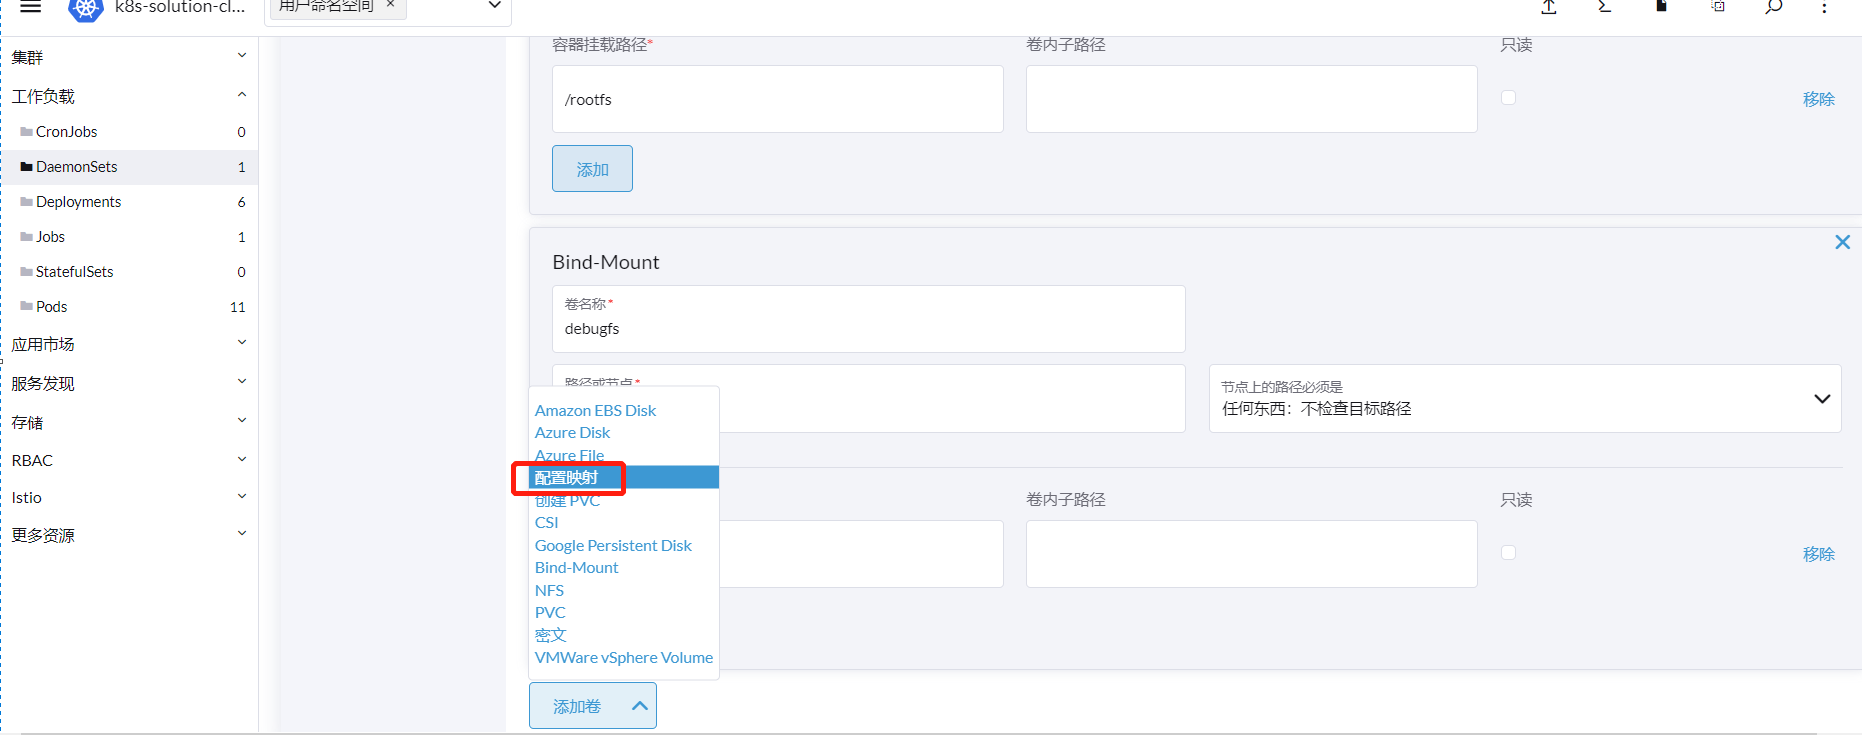 k8s-solution-cl...
用户命名空间 ×
集群
工作负载
CronJobs 0
DaemonSets 1
Deployments 6
Jobs 1
StatefulSets 0
Pods 11
应用市场
服务发现
存储
RBAC
Istio
更多资源
容器挂载路径* 卷内子路径 只读
/rootfs 移除
添加
Bind-Mount
卷名称*
debugfs
路径或节点*
节点上的路径必须是
任何东西：不检查目标路径
卷内子路径 只读
移除
Amazon EBS Disk
Azure Disk
Azure File
配置映射
创建 PVC
CSI
Google Persistent Disk
Bind-Mount
NFS
PVC
密文
VMWare vSphere Volume
添加卷